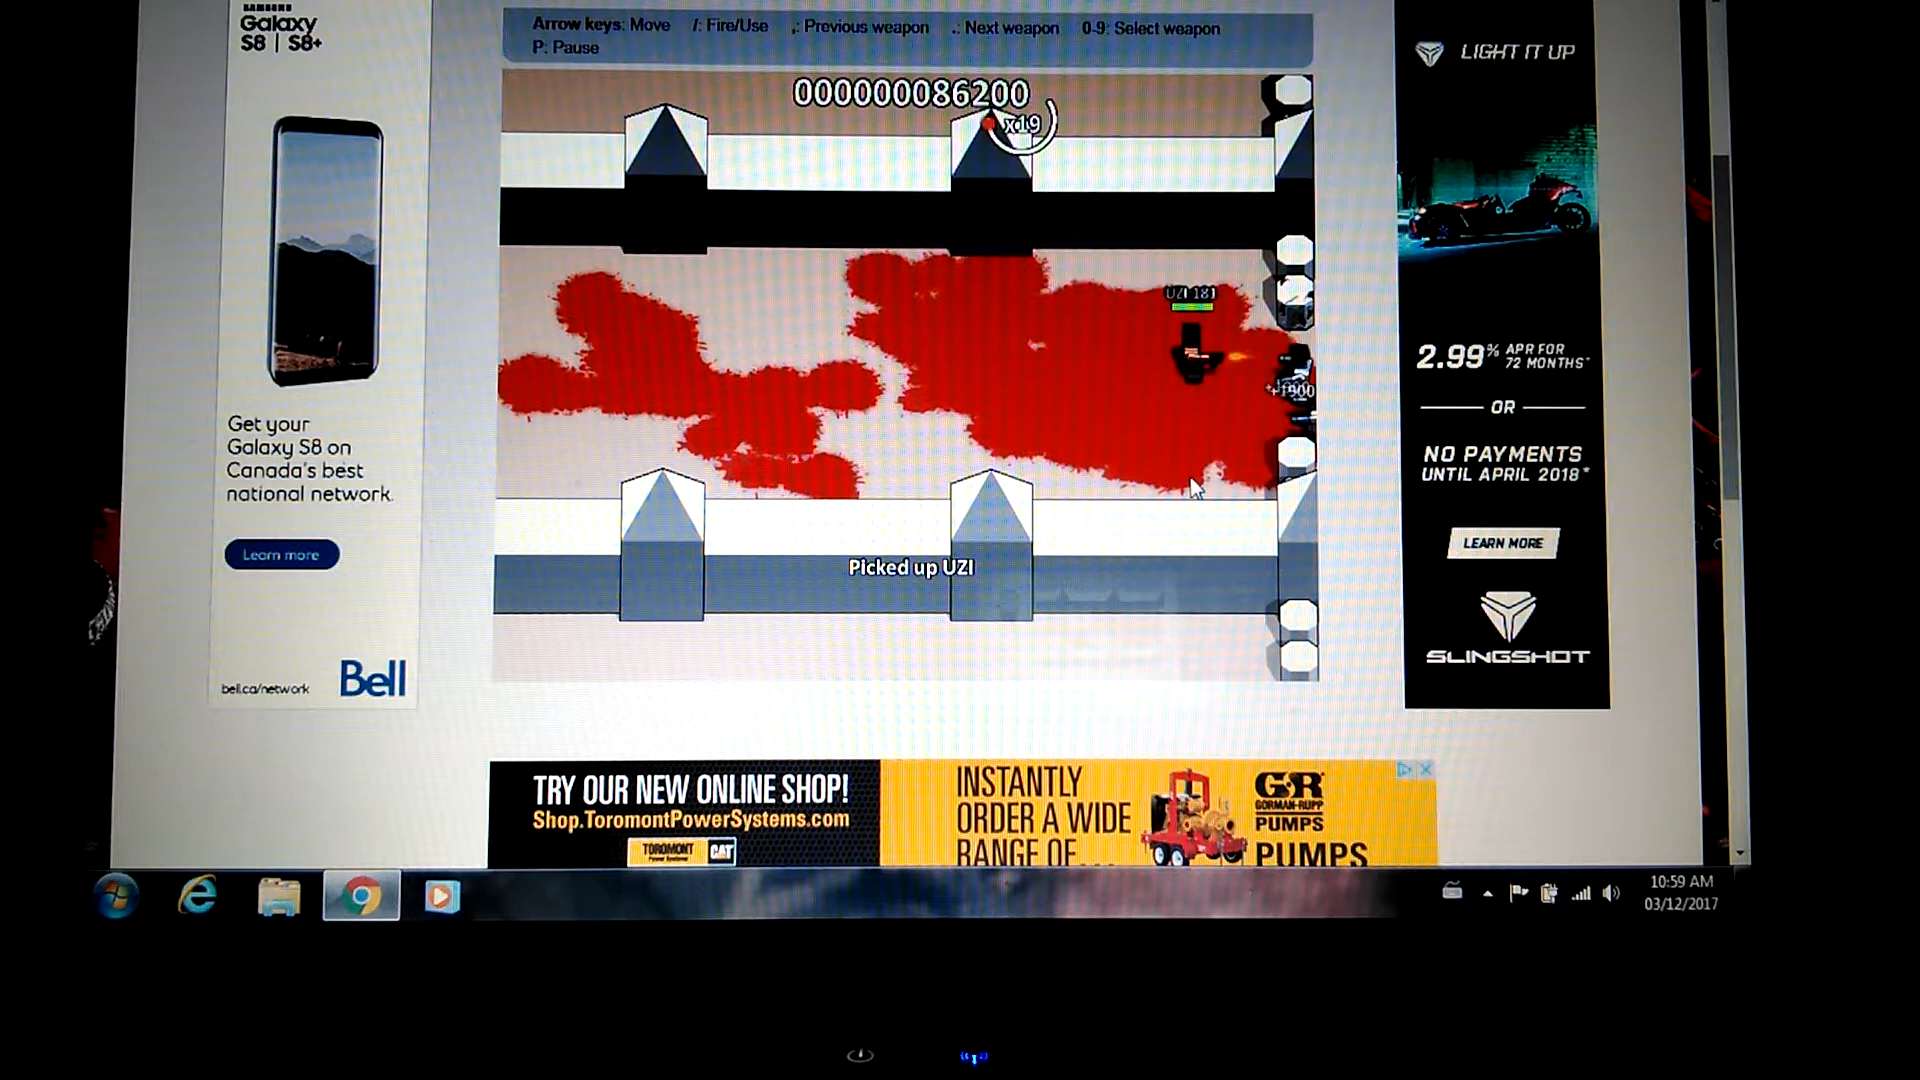 SAMSUNG
Galaxy
S8 | S8+
Get your
Galaxy S8 on
Canada's best
national network.
Learn more
bell.ca/network
Bell
Arrow keys: Move /: Fire/Use ,: Previous weapon .: Next weapon 0-9: Select weapon
P: Pause
000000086200
x19
UZI 181
Picked up UZI
LIGHT IT UP
2.99% APR FOR
72 MONTHS*
OR
NO PAYMENTS
UNTIL APRIL 2018*
LEARN MORE
SLINGSHOT
TRY OUR NEW ONLINE SHOP!
Shop.ToromontPowerSystems.com
TOROMONT
Power Systems
CAT
INSTANTLY
ORDER A WIDE
RANGE OF...
G&R
GORMAN-RUPP
PUMPS
PUMPS
10:59 AM
03/12/2017